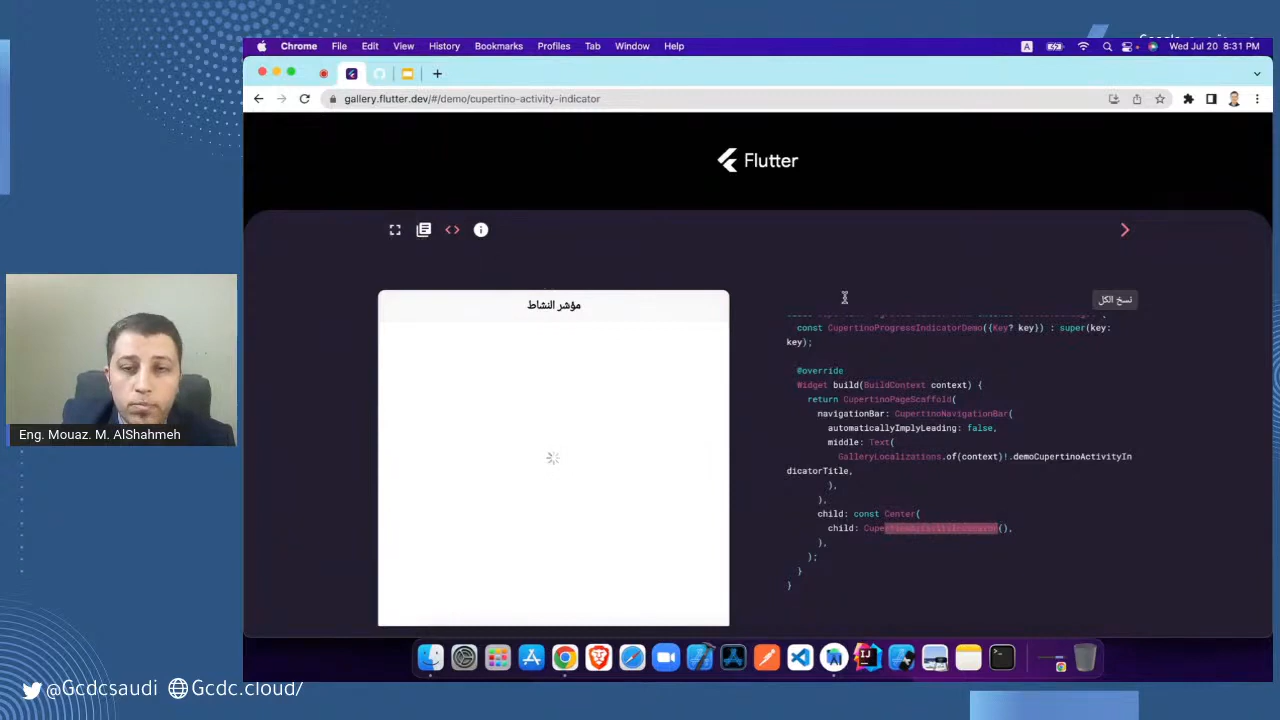 Chrome File Edit View History Bookmarks Profiles Tab Window Help
A
Wed Jul 20 8:31 PM
gallery.flutter.dev/#/demo/cupertino-activity-indicator
Flutter
مؤشر النشاط
نسخ الكل
const CupertinoProgressIndicatorDemo({Key? key}) : super(key:
key);
@override
Widget build(BuildContext context) {
return CupertinoPageScaffold(
navigationBar: CupertinoNavigationBar(
automaticallyImplyLeading: false,
middle: Text(
GalleryLocalizations.of(context)!.demoCupertinoActivityIn
dicatorTitle,
),
),
child: const Center(
child: CupertinoActivityIndicator(),
),
);
}
}
Eng. Mouaz. M. AlShahmeh
@Gcdcsaudi Gcdc.cloud/